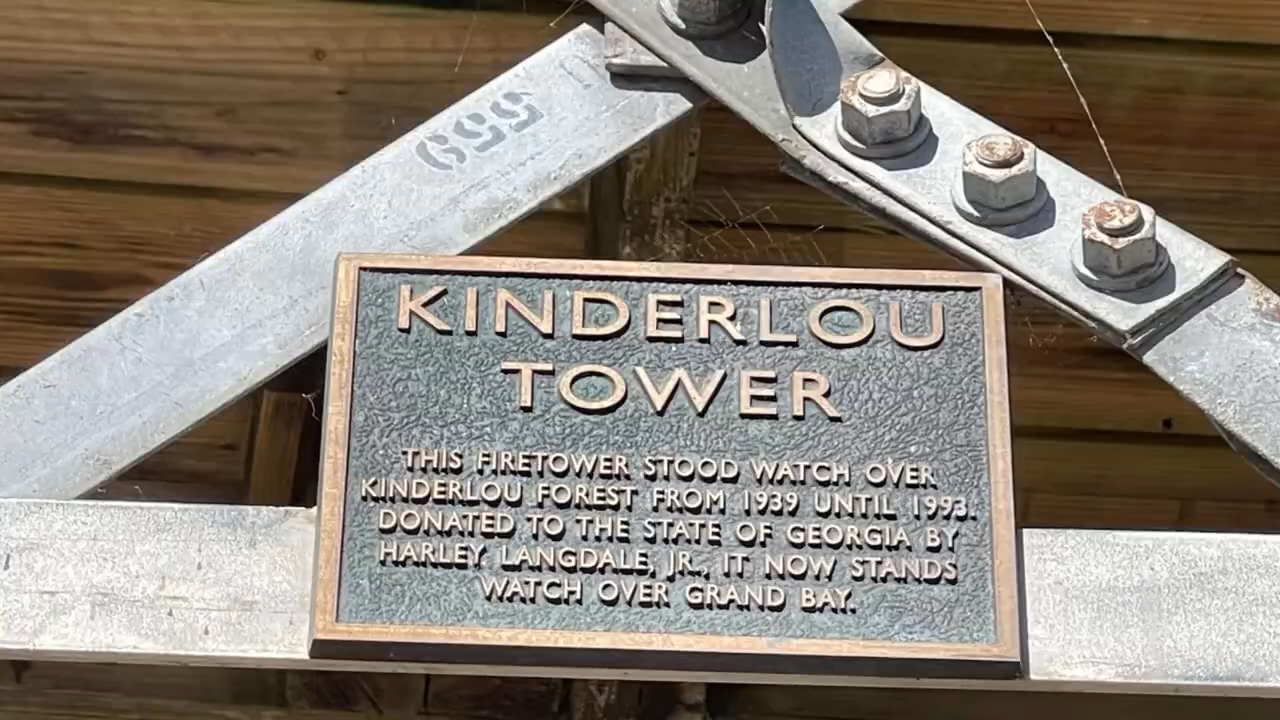 659
KINDERLOU
TOWER
THIS FIRETOWER STOOD WATCH OVER
KINDERLOU FOREST FROM 1939 UNTIL 1993.
DONATED TO THE STATE OF GEORGIA BY
HARLEY LANGDALE, JR., IT NOW STANDS
WATCH OVER GRAND BAY.